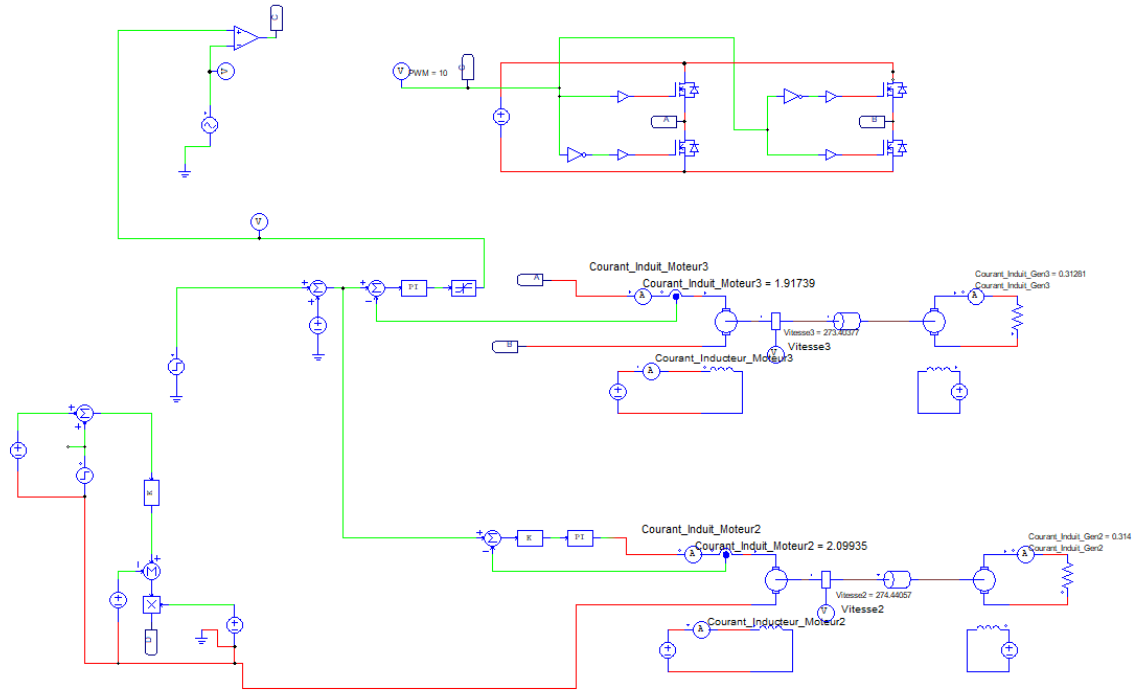 C
V
PWM = 10
V
C
A
B
V
Courant_Induit_Moteur3
Courant_Induit_Moteur3 = 1.91739
A
A
PI
B
Vitesse3 = 273.40377
Vitesse3
V
Courant_Inducteur_Moteur3
A
Courant_Induit_Gen3 = 0.31281
Courant_Induit_Gen3
A
K
M
X
D
K
PI
Courant_Induit_Moteur2
Courant_Induit_Moteur2 = 2.09935
A
Vitesse2 = 274.44057
Vitesse2
V
Courant_Inducteur_Moteur2
A
Courant_Induit_Gen2 = 0.314
Courant_Induit_Gen2
A